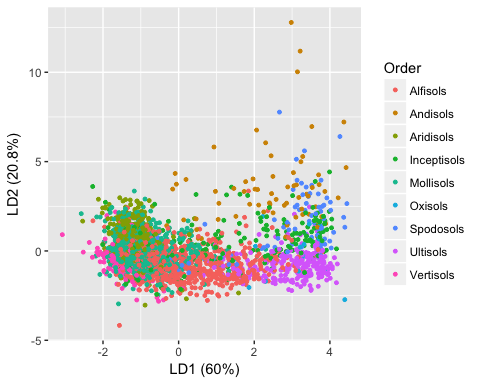 10
5
0
-5
LD2 (20.8%)
-2
0
2
4
LD1 (60%)
Order
Alfisols
Andisols
Aridisols
Inceptisols
Mollisols
Oxisols
Spodosols
Ultisols
Vertisols